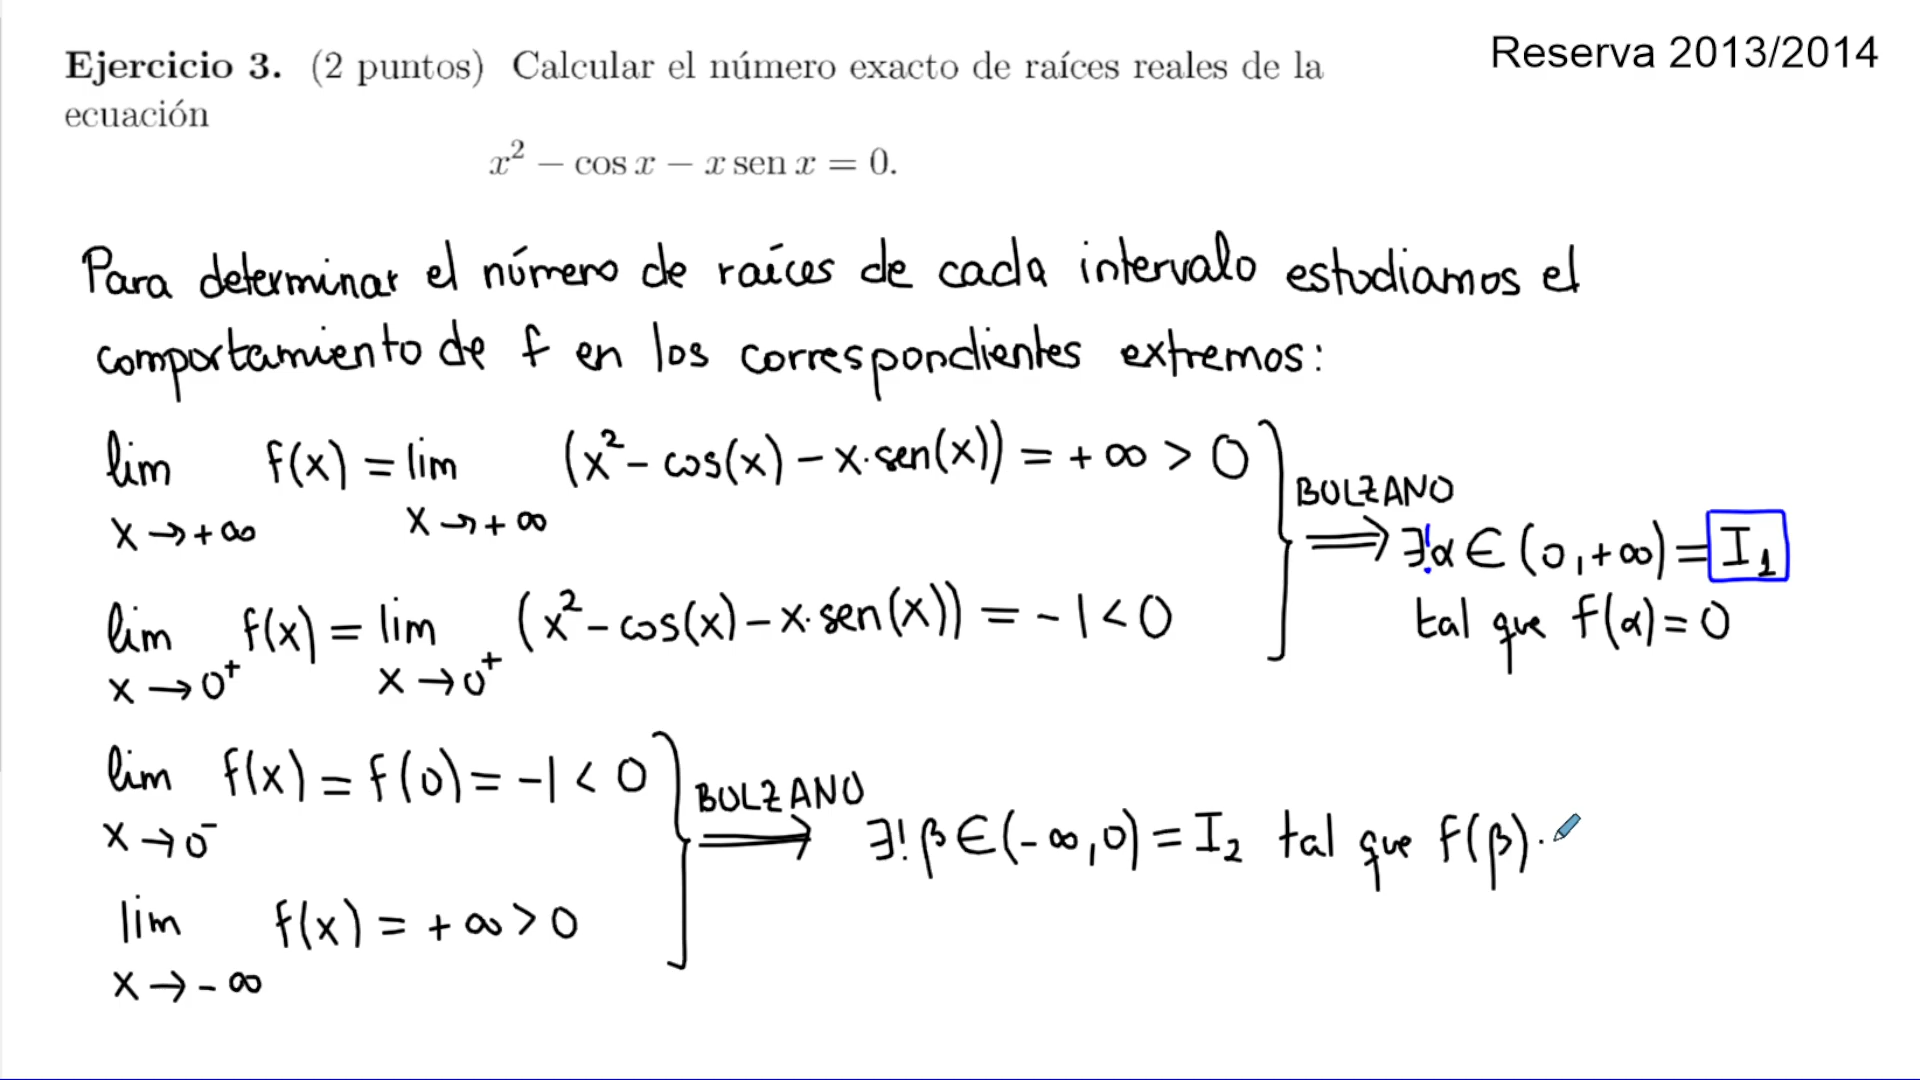 Reserva 2013/2014
Ejercicio 3. (2 puntos) Calcular el número exacto de raíces reales de la
ecuación
x² − cos x − x sen x = 0.
Para determinar el número de raíces de cada intervalo estudiamos el
comportamiento de f en los correspondientes extremos:
lim f(x) = lim (x² - cos(x) - x·sen(x)) = +∞ > 0
x→+∞ x→+∞
BOLZANO
⟹ ∃!α ∈ (0,+∞) = I₁
tal que f(α) = 0
lim f(x) = lim (x² - cos(x) - x·sen(x)) = -1 < 0
x→0⁺ x→0⁺
lim f(x) = f(0) = -1 < 0
x→0⁻
BOLZANO
⟹ ∃! β ∈ (-∞,0) = I₂ tal que f(β)
lim f(x) = +∞ > 0
x→-∞